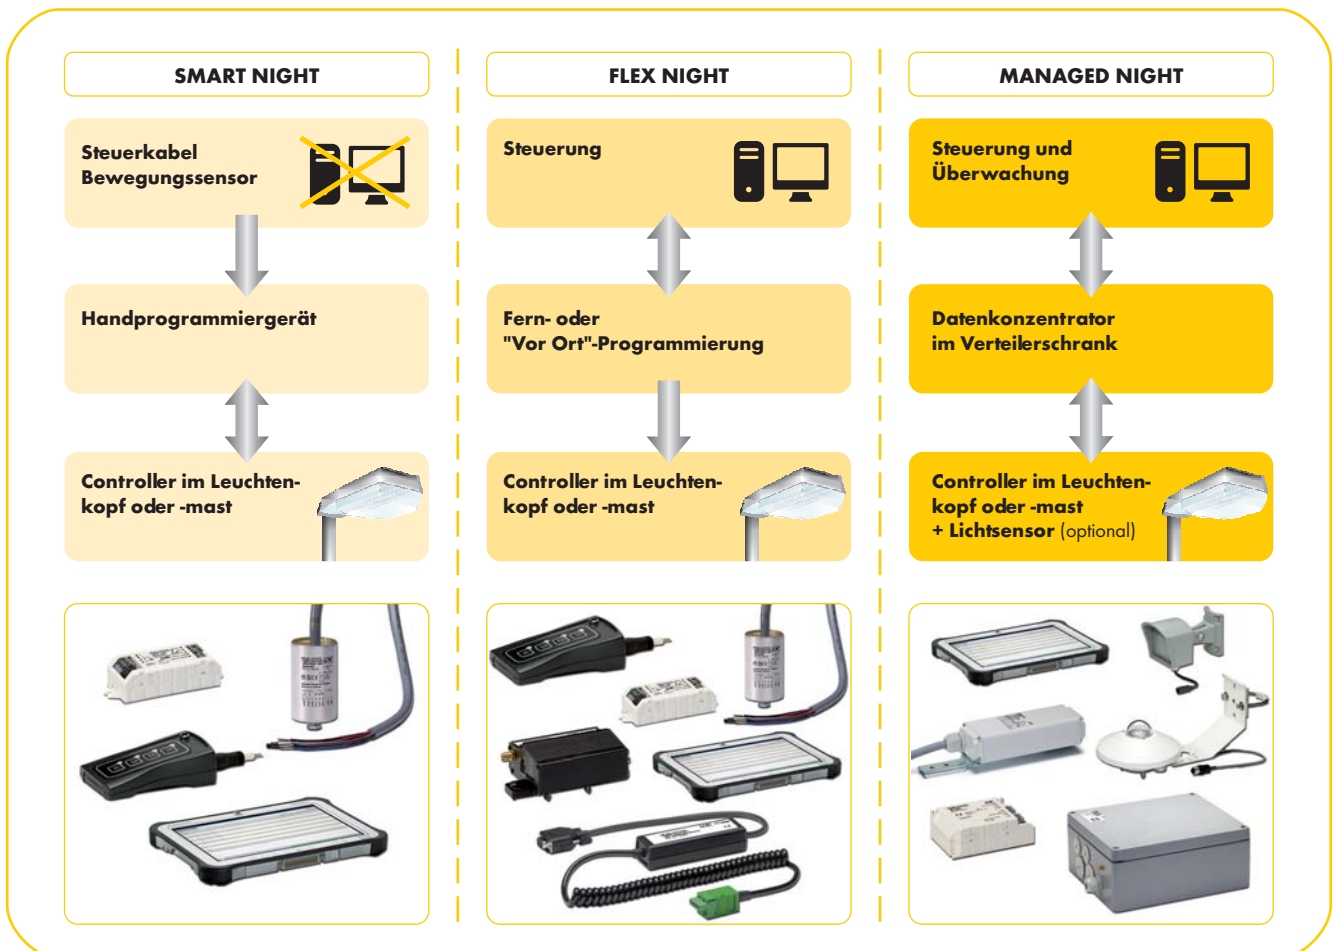 SMART NIGHT
Steuerkabel
Bewegungssensor
Handprogrammiergerät
Controller im Leuchten-
kopf oder -mast
FLEX NIGHT
Steuerung
Fern- oder
"Vor Ort"-Programmierung
Controller im Leuchten-
kopf oder -mast
MANAGED NIGHT
Steuerung und
Überwachung
Datenkonzentrator
im Verteilerschrank
Controller im Leuchten-
kopf oder -mast
+ Lichtsensor (optional)